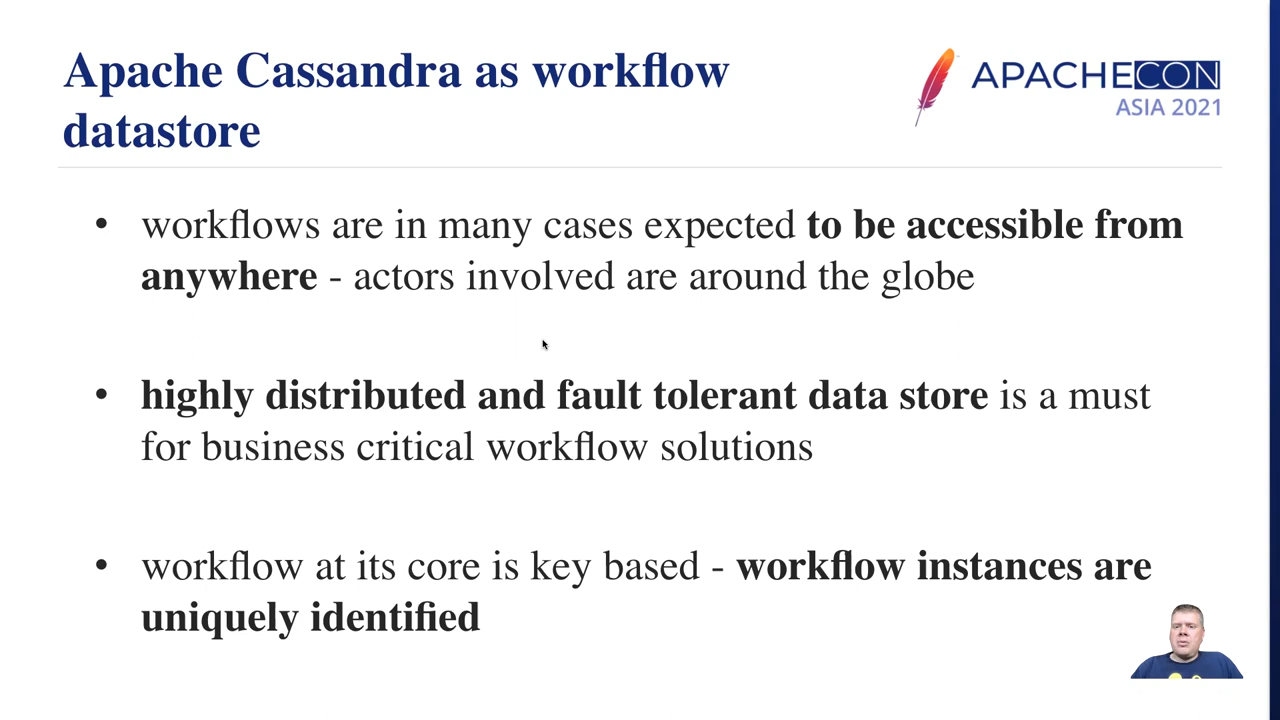 Apache Cassandra as workflow
datastore
APACHECON
ASIA 2021
• workflows are in many cases expected to be accessible from
anywhere - actors involved are around the globe
• highly distributed and fault tolerant data store is a must
for business critical workflow solutions
• workflow at its core is key based - workflow instances are
uniquely identified